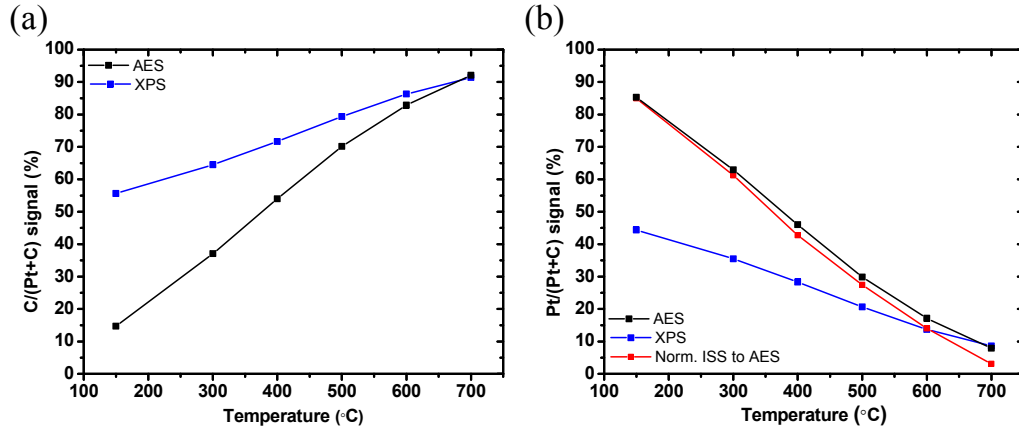 (a)
C/(Pt+C) signal (%)
100
90
80
70
60
50
40
30
20
10
0
AES
XPS
100 200 300 400 500 600 700
Temperature (°C)
(b)
Pt/(Pt+C) signal (%)
100
90
80
70
60
50
40
30
20
10
0
AES
XPS
Norm. ISS to AES
100 200 300 400 500 600 700
Temperature (°C)